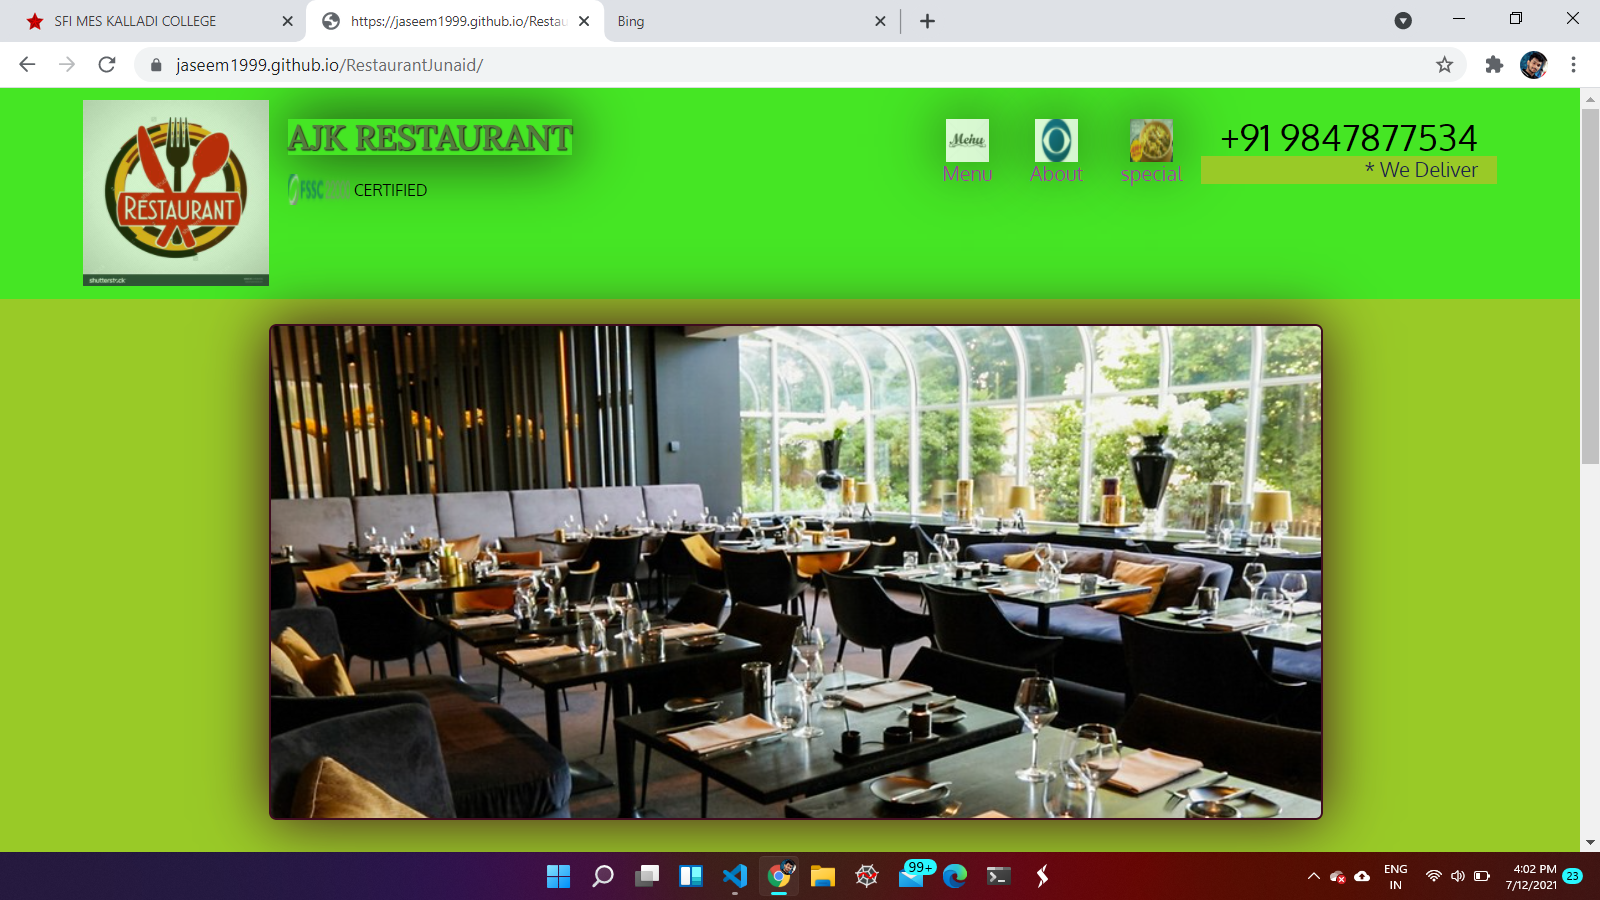 SFI MES KALLADI COLLEGE
https://jaseem1999.github.io/Restau
Bing
jaseem1999.github.io/RestaurantJunaid/
RESTAURANT
shutterstock
AJK RESTAURANT
FSSC CERTIFIED
Menu
Menu
About
special
+91 9847877534
* We Deliver
99+
ENG
IN
4:02 PM
7/12/2021
23